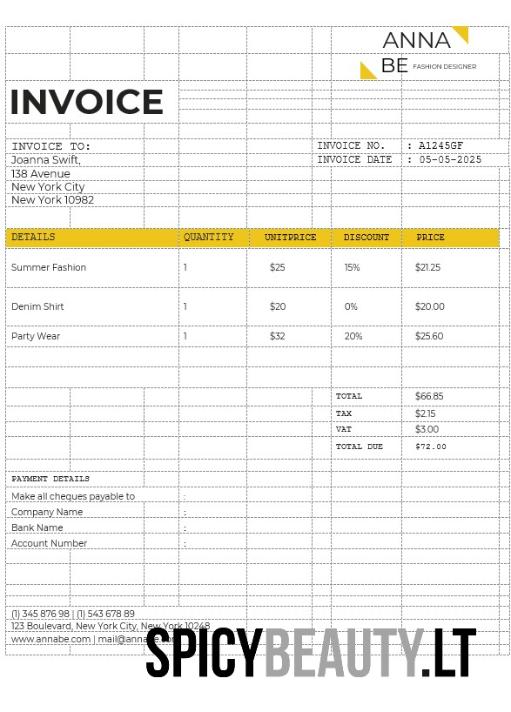 ANNA
BE FASHION DESIGNER
INVOICE
INVOICE TO:
Joanna Swift,
138 Avenue
New York City
New York 10982
INVOICE NO. : A1245GF
INVOICE DATE : 05-05-2025
DETAILS QUANTITY UNITPRICE DISCOUNT PRICE
Summer Fashion 1 $25 15% $21.25
Denim Shirt 1 $20 0% $20.00
Party Wear 1 $32 20% $25.60
TOTAL $66.85
TAX $2.15
VAT $3.00
TOTAL DUE $72.00
PAYMENT DETAILS
Make all cheques payable to :
Company Name :
Bank Name :
Account Number :
(1) 345 876 98 | (1) 543 678 89
123 Boulevard, New York City, New York 10248
www.annabe.com | mail@annabe.com
SPICYBEAUTY.LT